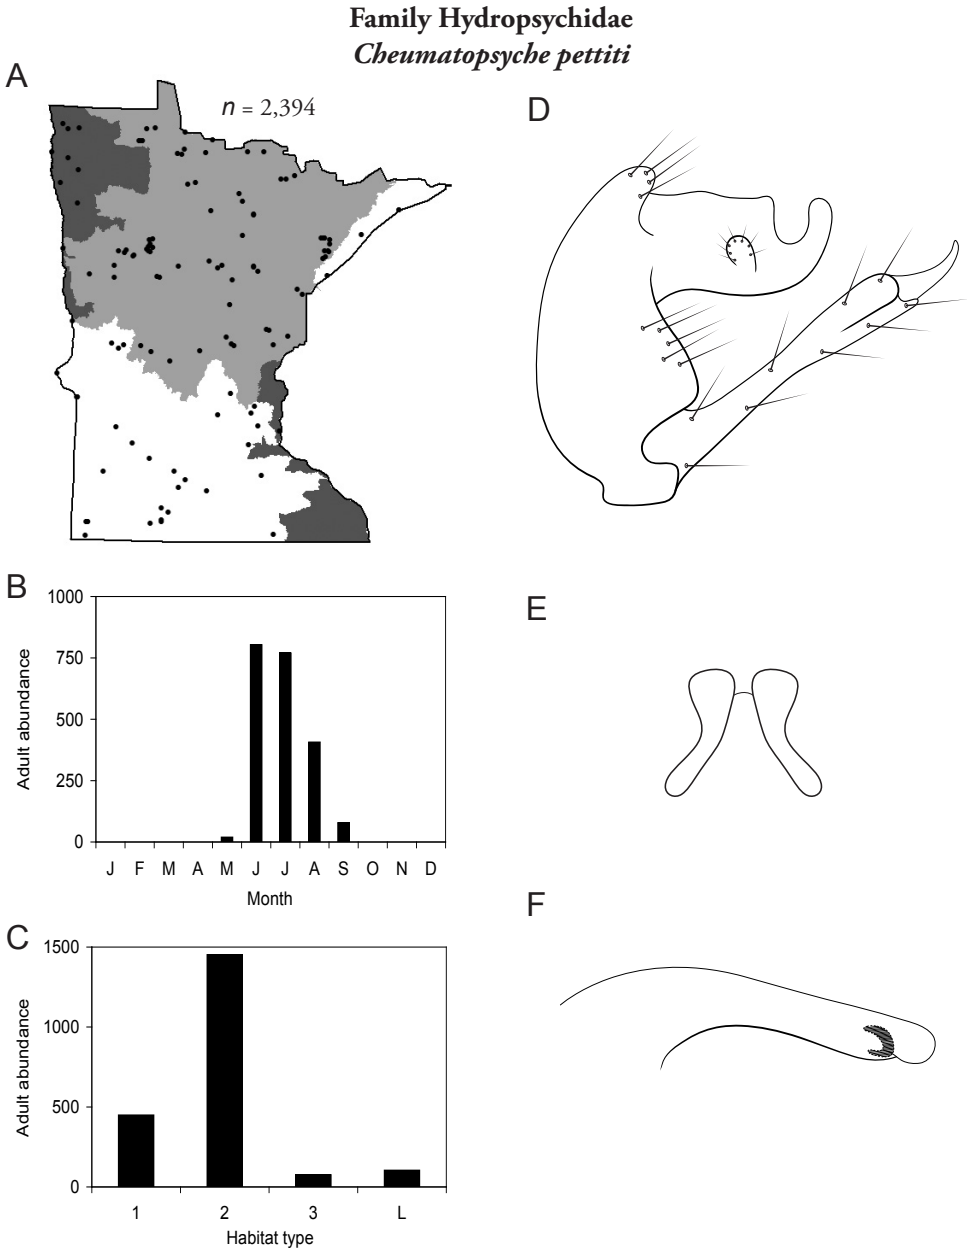 Family Hydropsychidae
Cheumatopsyche pettiti
A
n = 2,394
D
B
1000
750
500
250
0
Adult abundance
J F M A M J J A S O N D
Month
E
C
1500
1000
500
0
Adult abundance
1 2 3 L
Habitat type
F